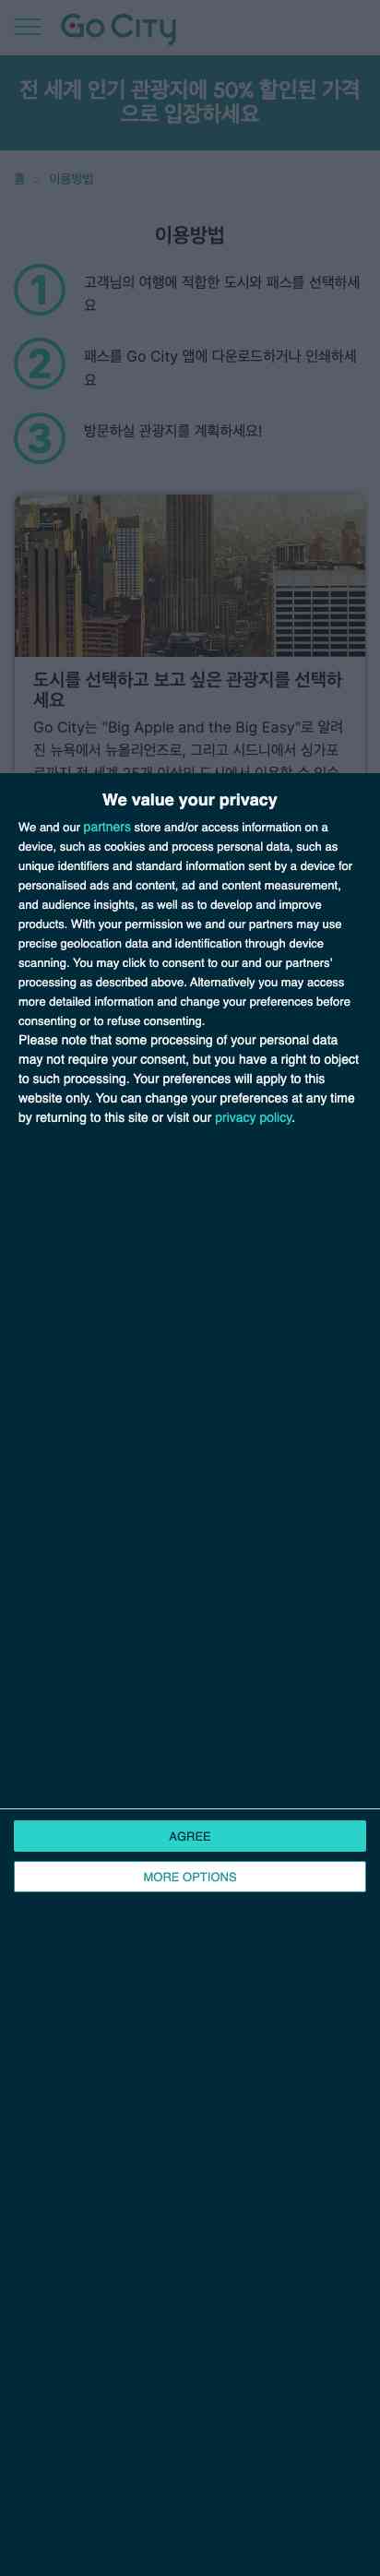 Go City
전 세계 인기 관광지에 50% 할인된 가격
으로 입장하세요
홈 > 이용방법
이용방법
1 고객님의 여행에 적합한 도시와 패스를 선택하세
요
2 패스를 Go City 앱에 다운로드하거나 인쇄하세
요
3 방문하실 관광지를 계획하세요!
도시를 선택하고 보고 싶은 관광지를 선택하
세요
Go City는 "Big Apple and the Big Easy"로 알려
진 뉴욕에서 뉴올리언즈로, 그리고 시드니에서 싱가포
르까지 전 세계 25개 이상의 도시에서 이용할 수 있습
We value your privacy
We and our partners store and/or access information on a
device, such as cookies and process personal data, such as
unique identifiers and standard information sent by a device for
personalised ads and content, ad and content measurement,
and audience insights, as well as to develop and improve
products. With your permission we and our partners may use
precise geolocation data and identification through device
scanning. You may click to consent to our and our partners'
processing as described above. Alternatively you may access
more detailed information and change your preferences before
consenting or to refuse consenting.
Please note that some processing of your personal data
may not require your consent, but you have a right to object
to such processing. Your preferences will apply to this
website only. You can change your preferences at any time
by returning to this site or visit our privacy policy.
AGREE
MORE OPTIONS